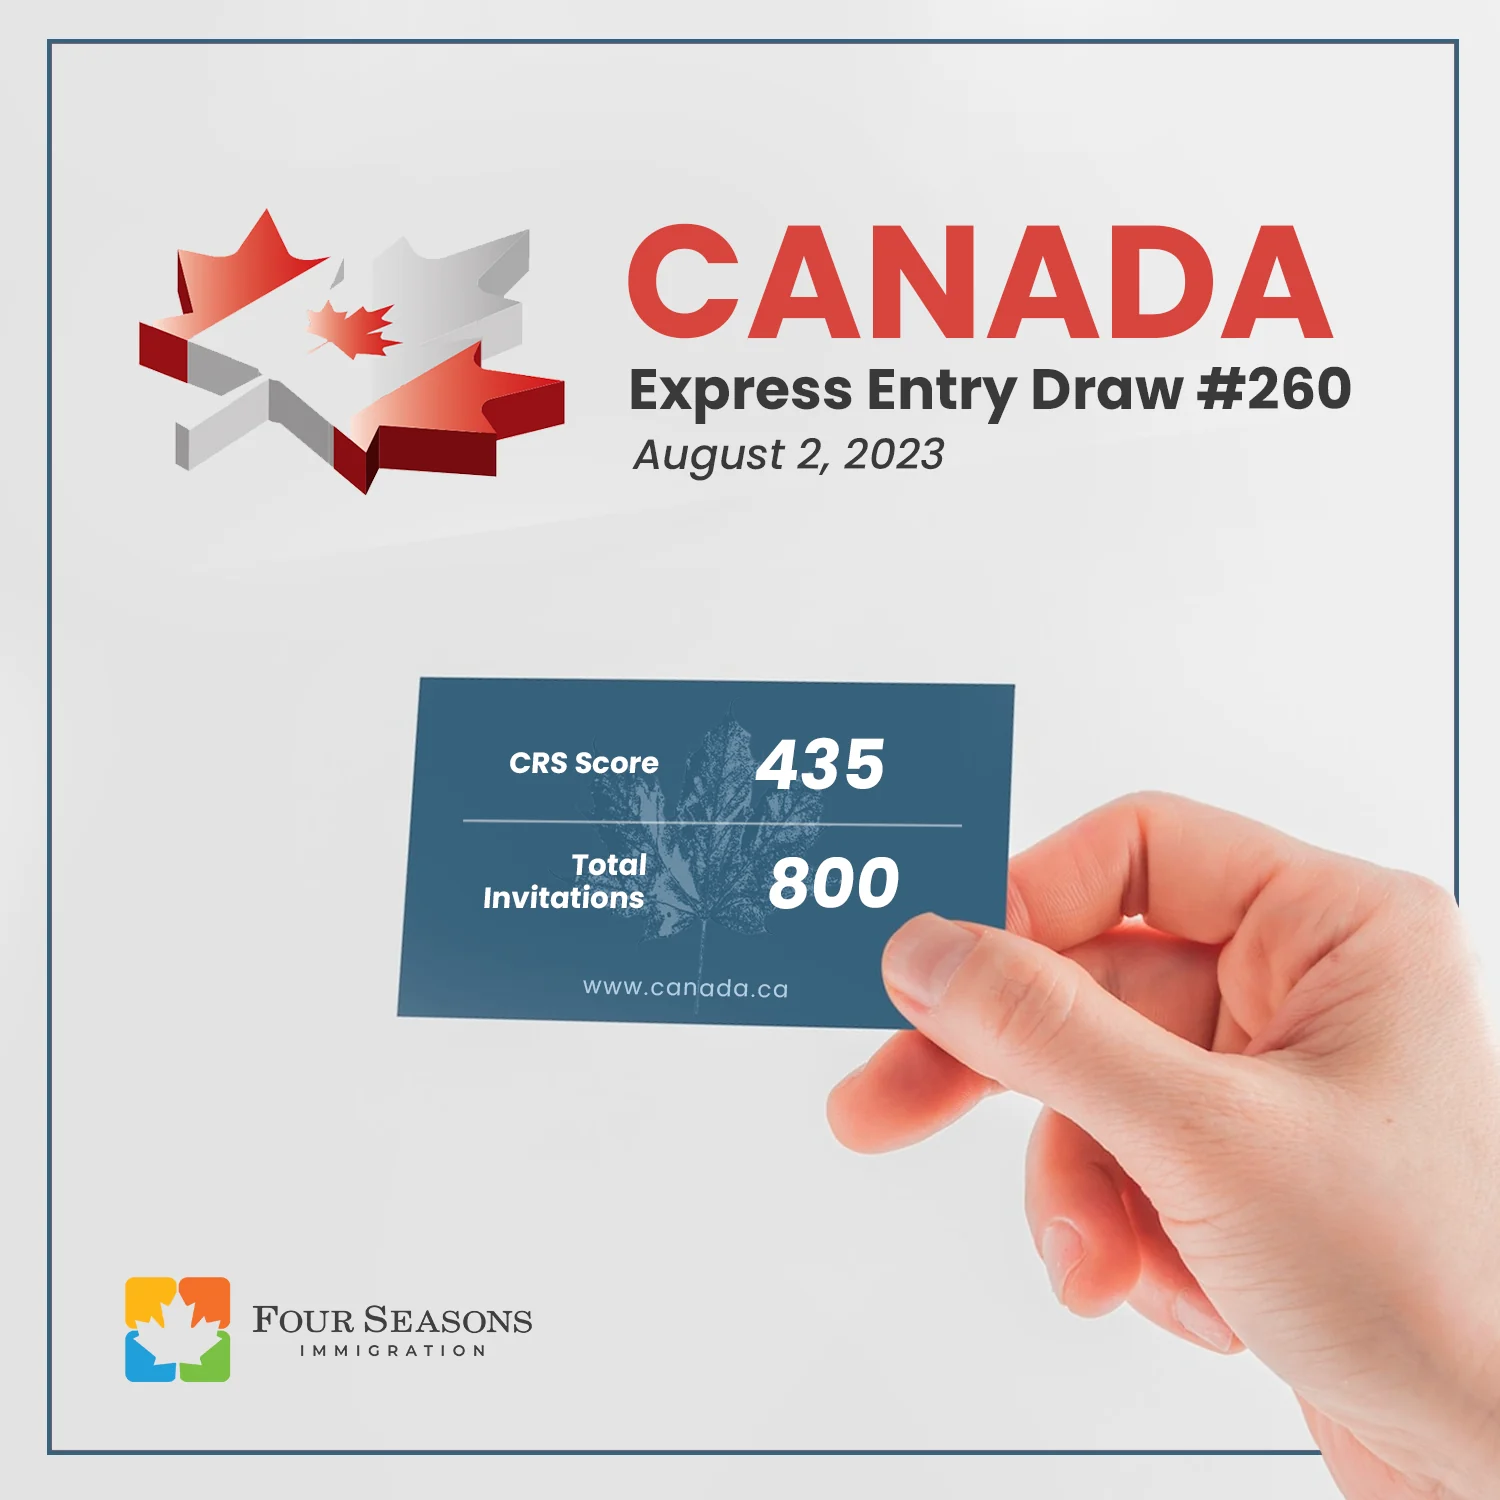 CANADA
Express Entry Draw #260
August 2, 2023
CRS Score 435
Total
Invitations 800
www.canada.ca
FOUR SEASONS
IMMIGRATION